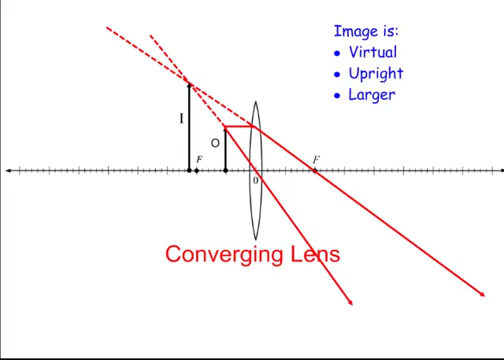 Image is:
• Virtual
• Upright
• Larger
I
O
F
F
0
Converging Lens